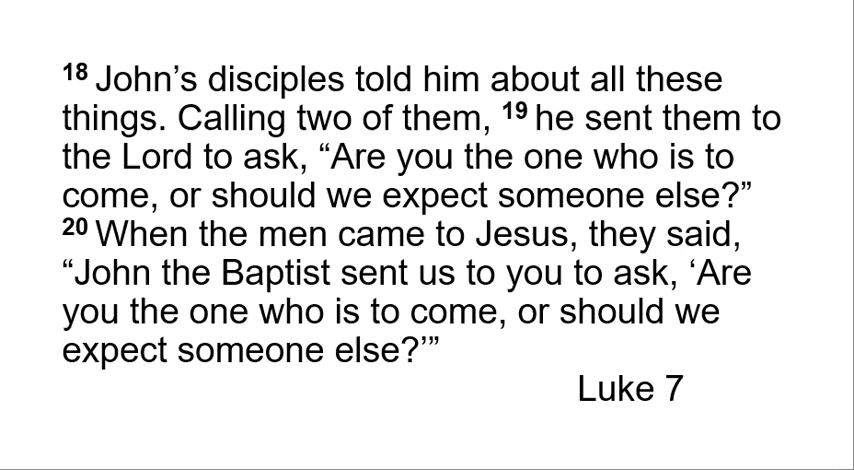 18 John’s disciples told him about all these
things. Calling two of them, 19 he sent them to
the Lord to ask, “Are you the one who is to
come, or should we expect someone else?”
20 When the men came to Jesus, they said,
“John the Baptist sent us to you to ask, ‘Are
you the one who is to come, or should we
expect someone else?’”
Luke 7